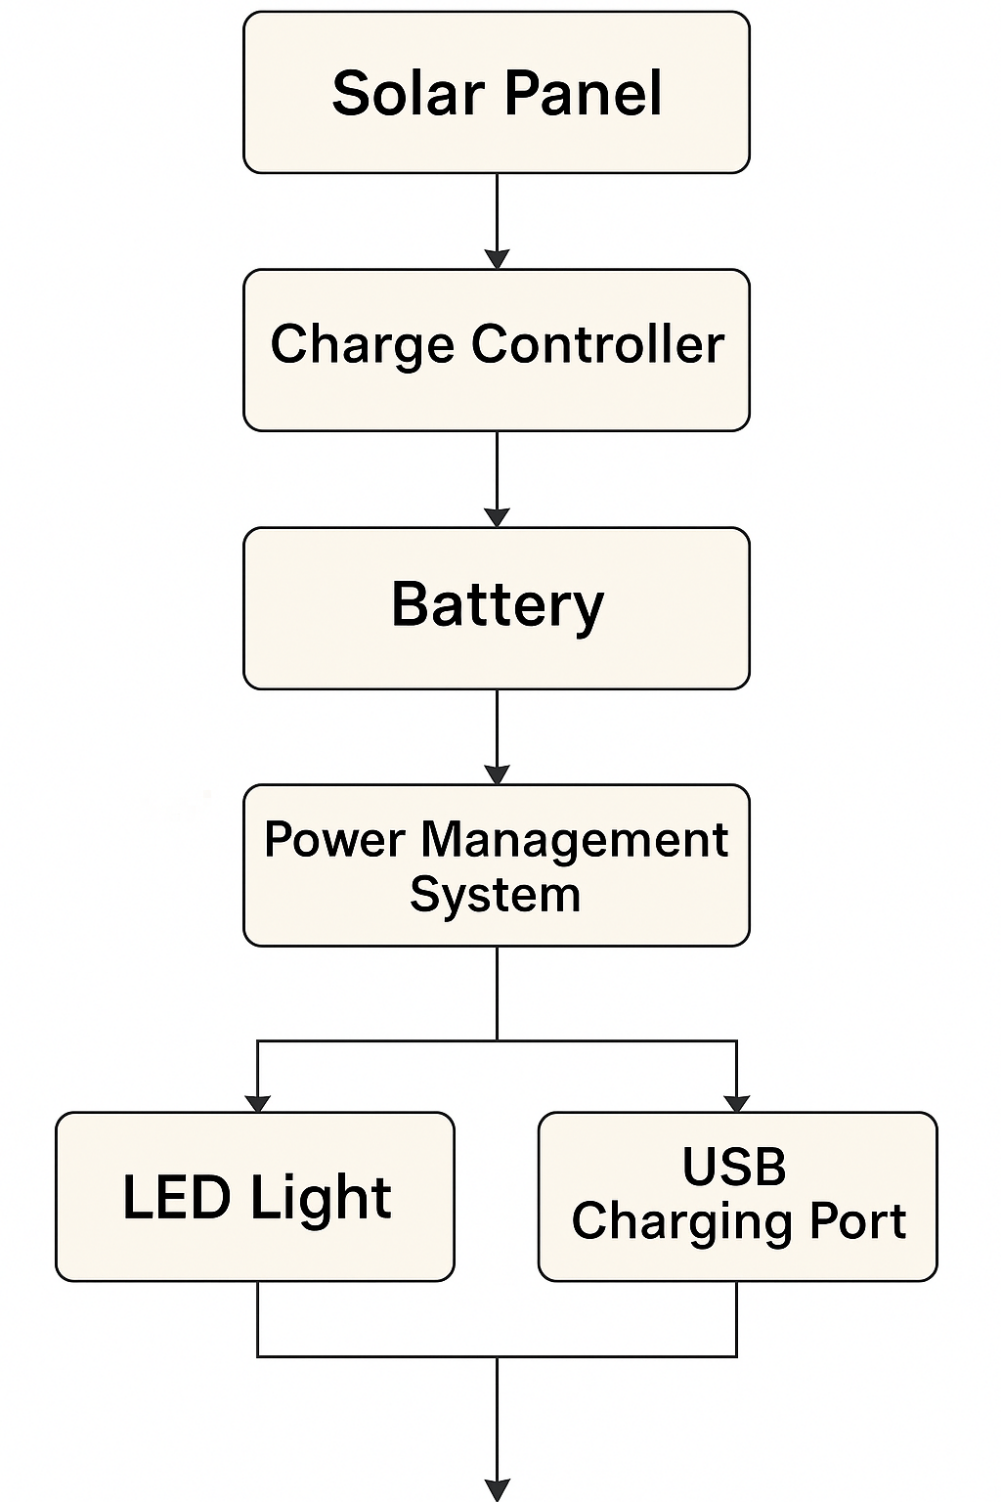 Solar Panel
Charge Controller
Battery
Power Management
System
LED Light
USB
Charging Port